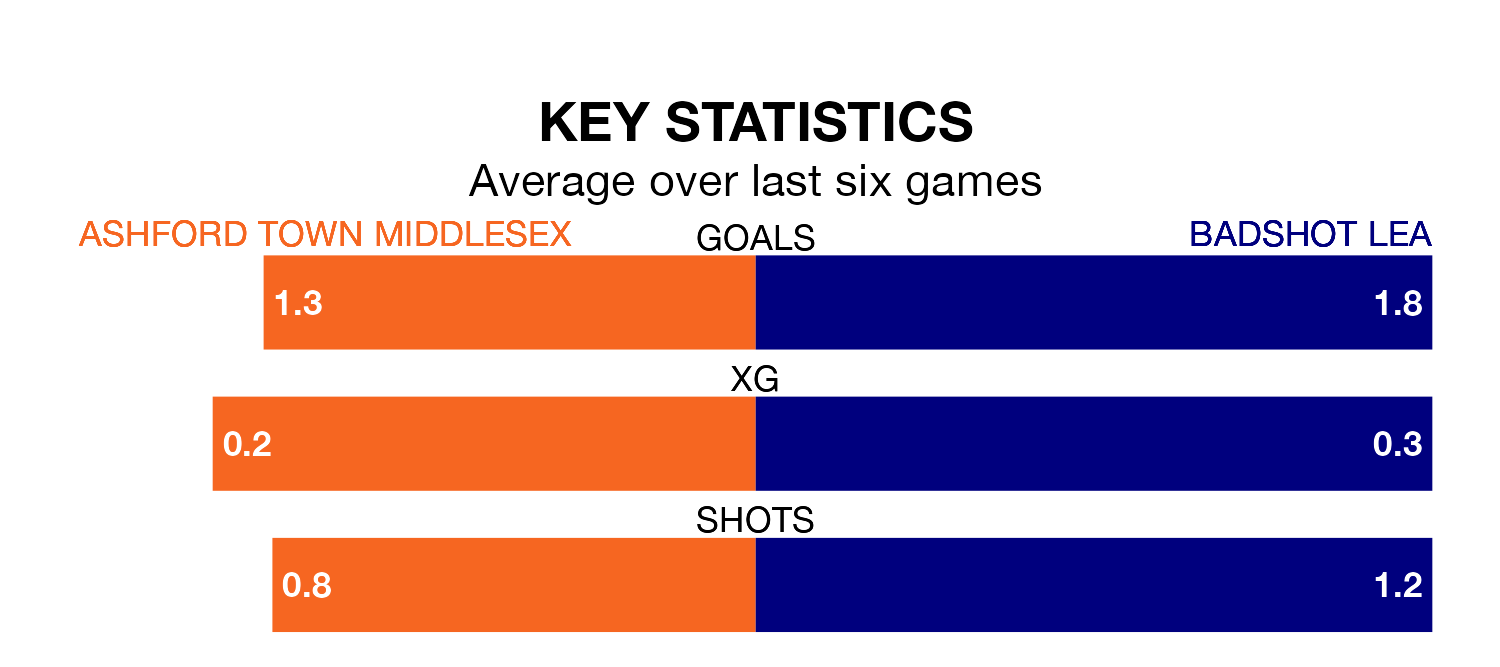 KEY STATISTICS
Average over last six games
ASHFORD TOWN MIDDLESEX GOALS BADSHOT LEA
1.3 1.8
XG
0.2 0.3
SHOTS
0.8 1.2